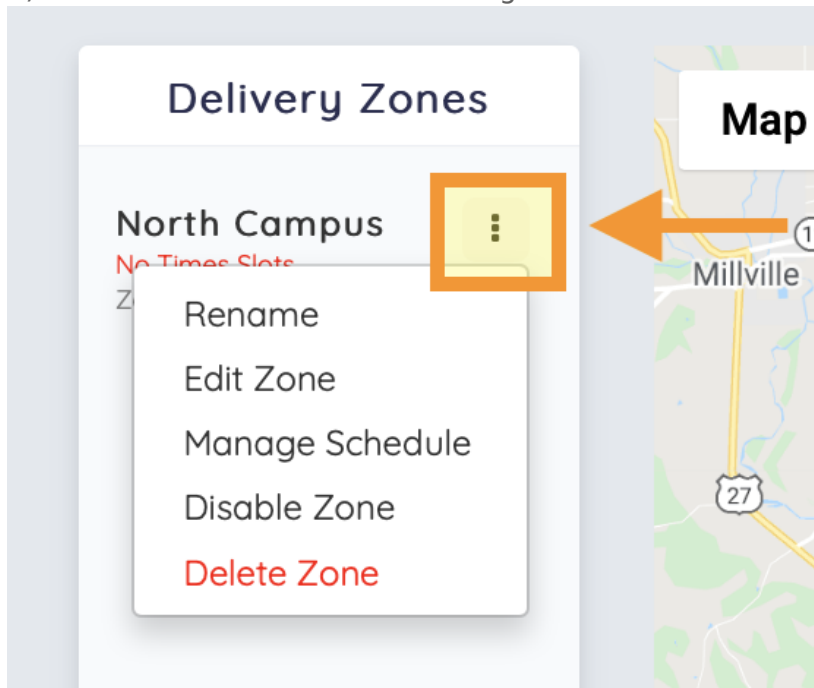 Delivery Zones
Map
North Campus
No Times Slots
Millville
Rename
Edit Zone
Manage Schedule
27
Disable Zone
Delete Zone